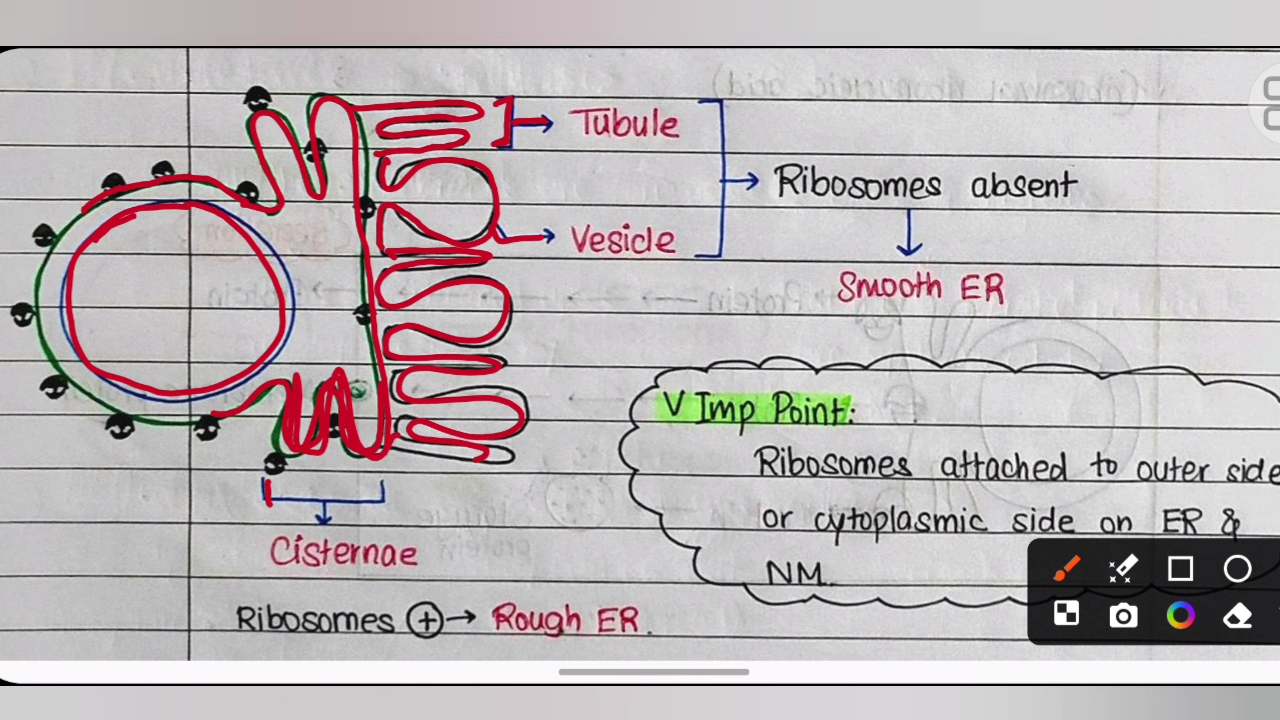 Tubule
Vesicle
Ribosomes absent
Smooth ER
V Imp Point:
Ribosomes attached to outer side
or cytoplasmic side on ER &
NM.
Cisternae
Ribosomes + → Rough ER.